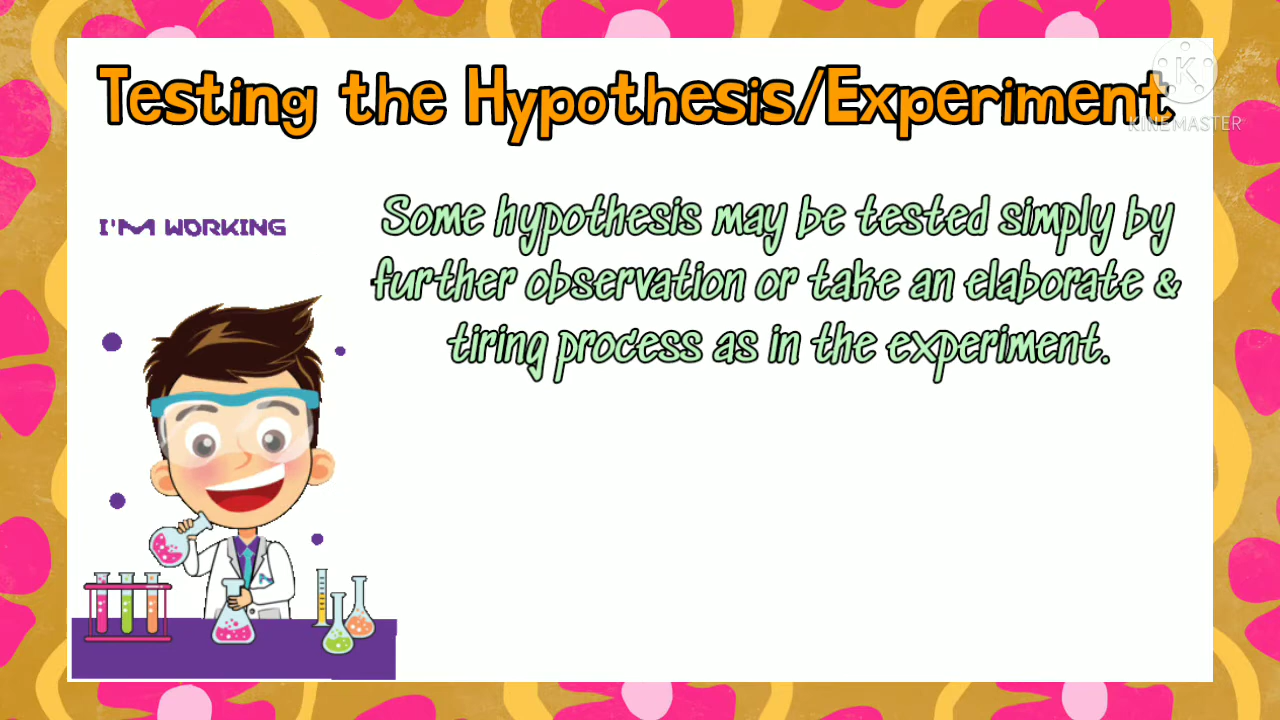 Testing the Hypothesis/Experiment
K
KINEMASTER
I'M WORKING
Some hypothesis may be tested simply by
further observation or take an elaborate &
tiring process as in the experiment.